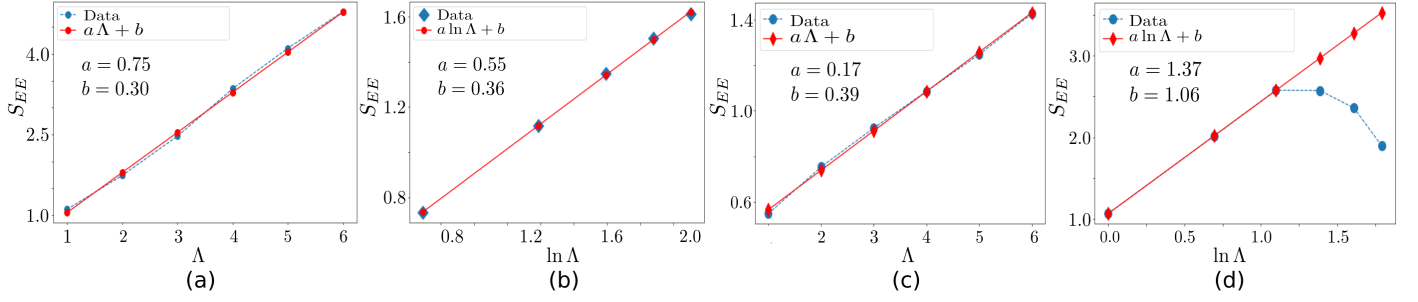 Data
aΛ + b
a = 0.75
b = 0.30
S_EE
4.0
2.5
1.0
1 2 3 4 5 6
Λ
(a)
Data
a ln Λ + b
a = 0.55
b = 0.36
S_EE
1.6
1.2
0.8
0.8 1.2 1.6 2.0
ln Λ
(b)
Data
aΛ + b
a = 0.17
b = 0.39
S_EE
1.4
1.0
0.6
2 3 4 5 6
Λ
(c)
Data
a ln Λ + b
a = 1.37
b = 1.06
S_EE
3.0
2.0
1.0
0.0 0.5 1.0 1.5
ln Λ
(d)